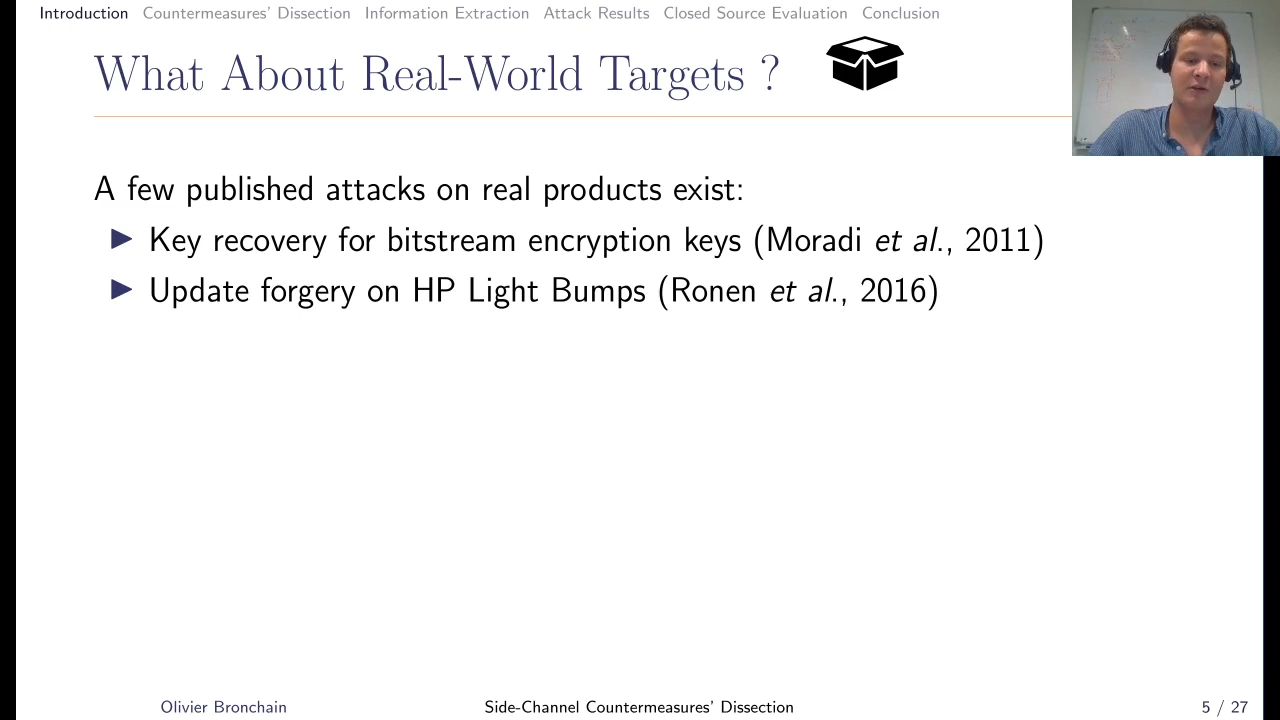 Introduction Countermeasures' Dissection Information Extraction Attack Results Closed Source Evaluation Conclusion
What About Real-World Targets ?
A few published attacks on real products exist:
▶ Key recovery for bitstream encryption keys (Moradi et al., 2011)
▶ Update forgery on HP Light Bumps (Ronen et al., 2016)
Olivier Bronchain Side-Channel Countermeasures' Dissection 5 / 27